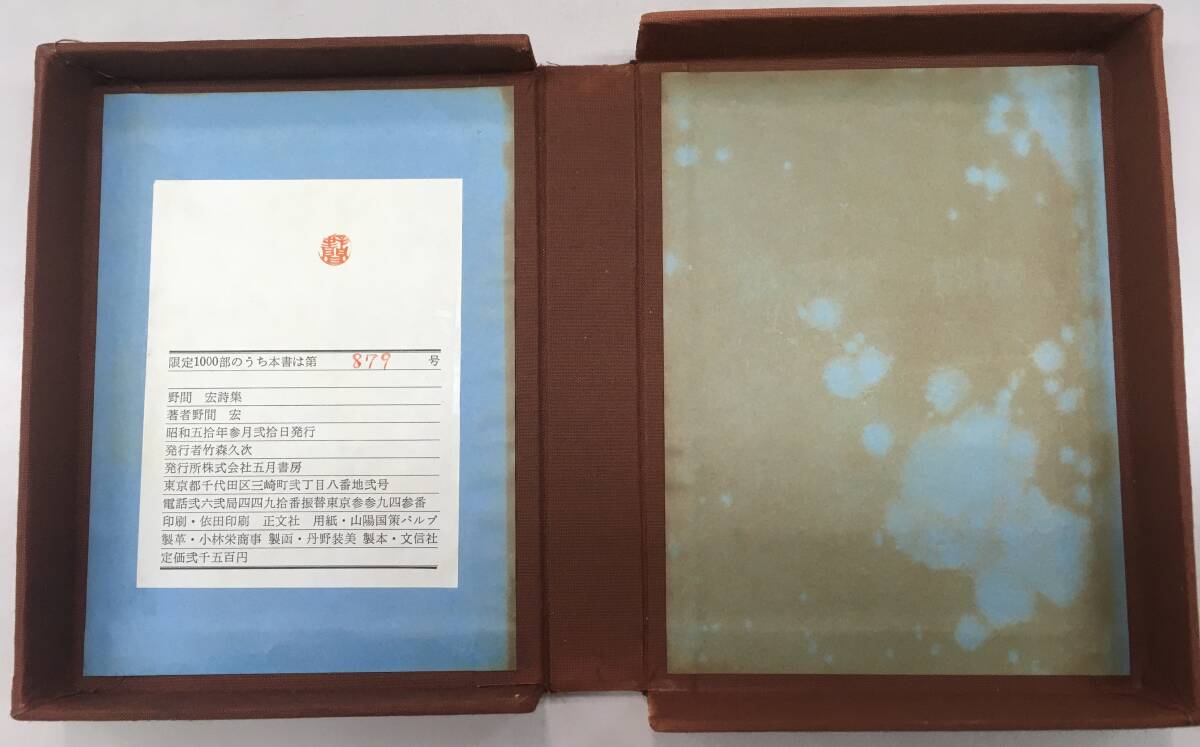 野間
限定1000部のうち本書は第 879 号
野間 宏詩集
著者野間 宏
昭和五拾年参月弐拾日発行
発行者竹森久次
発行所株式会社五月書房
東京都千代田区三崎町弐丁目八番地弐号
電話弐六弐局四四九拾番振替東京参参九四参番
印刷・依田印刷 正文社 用紙・山陽国策パルプ
製革・小林栄商事 製函・丹野装美 製本・文信社
定価弐千五百円